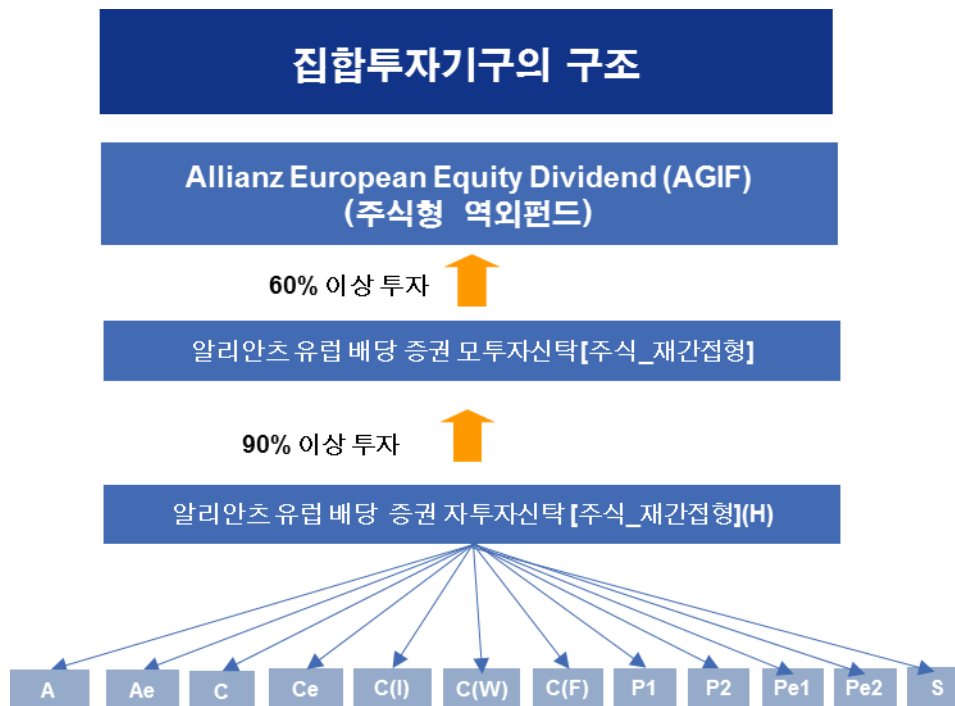 집합투자기구의 구조
Allianz European Equity Dividend (AGIF)
(주식형 역외펀드)
60% 이상 투자
알리안츠 유럽 배당 증권 모투자신탁[주식_재간접형]
90% 이상 투자
알리안츠 유럽 배당 증권 자투자신탁[주식_재간접형](H)
A Ae C Ce C(I) C(W) C(F) P1 P2 Pe1 Pe2 S